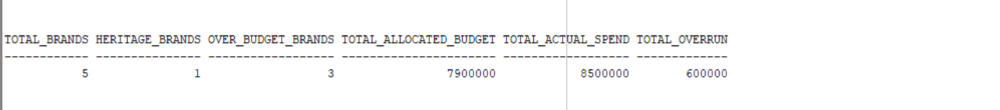 TOTAL_BRANDS HERITAGE_BRANDS OVER_BUDGET_BRANDS TOTAL_ALLOCATED_BUDGET TOTAL_ACTUAL_SPEND TOTAL_OVERRUN
------------ --------------- ------------------ ---------------------- ------------------ -------------
5 1 3 7900000 8500000 600000